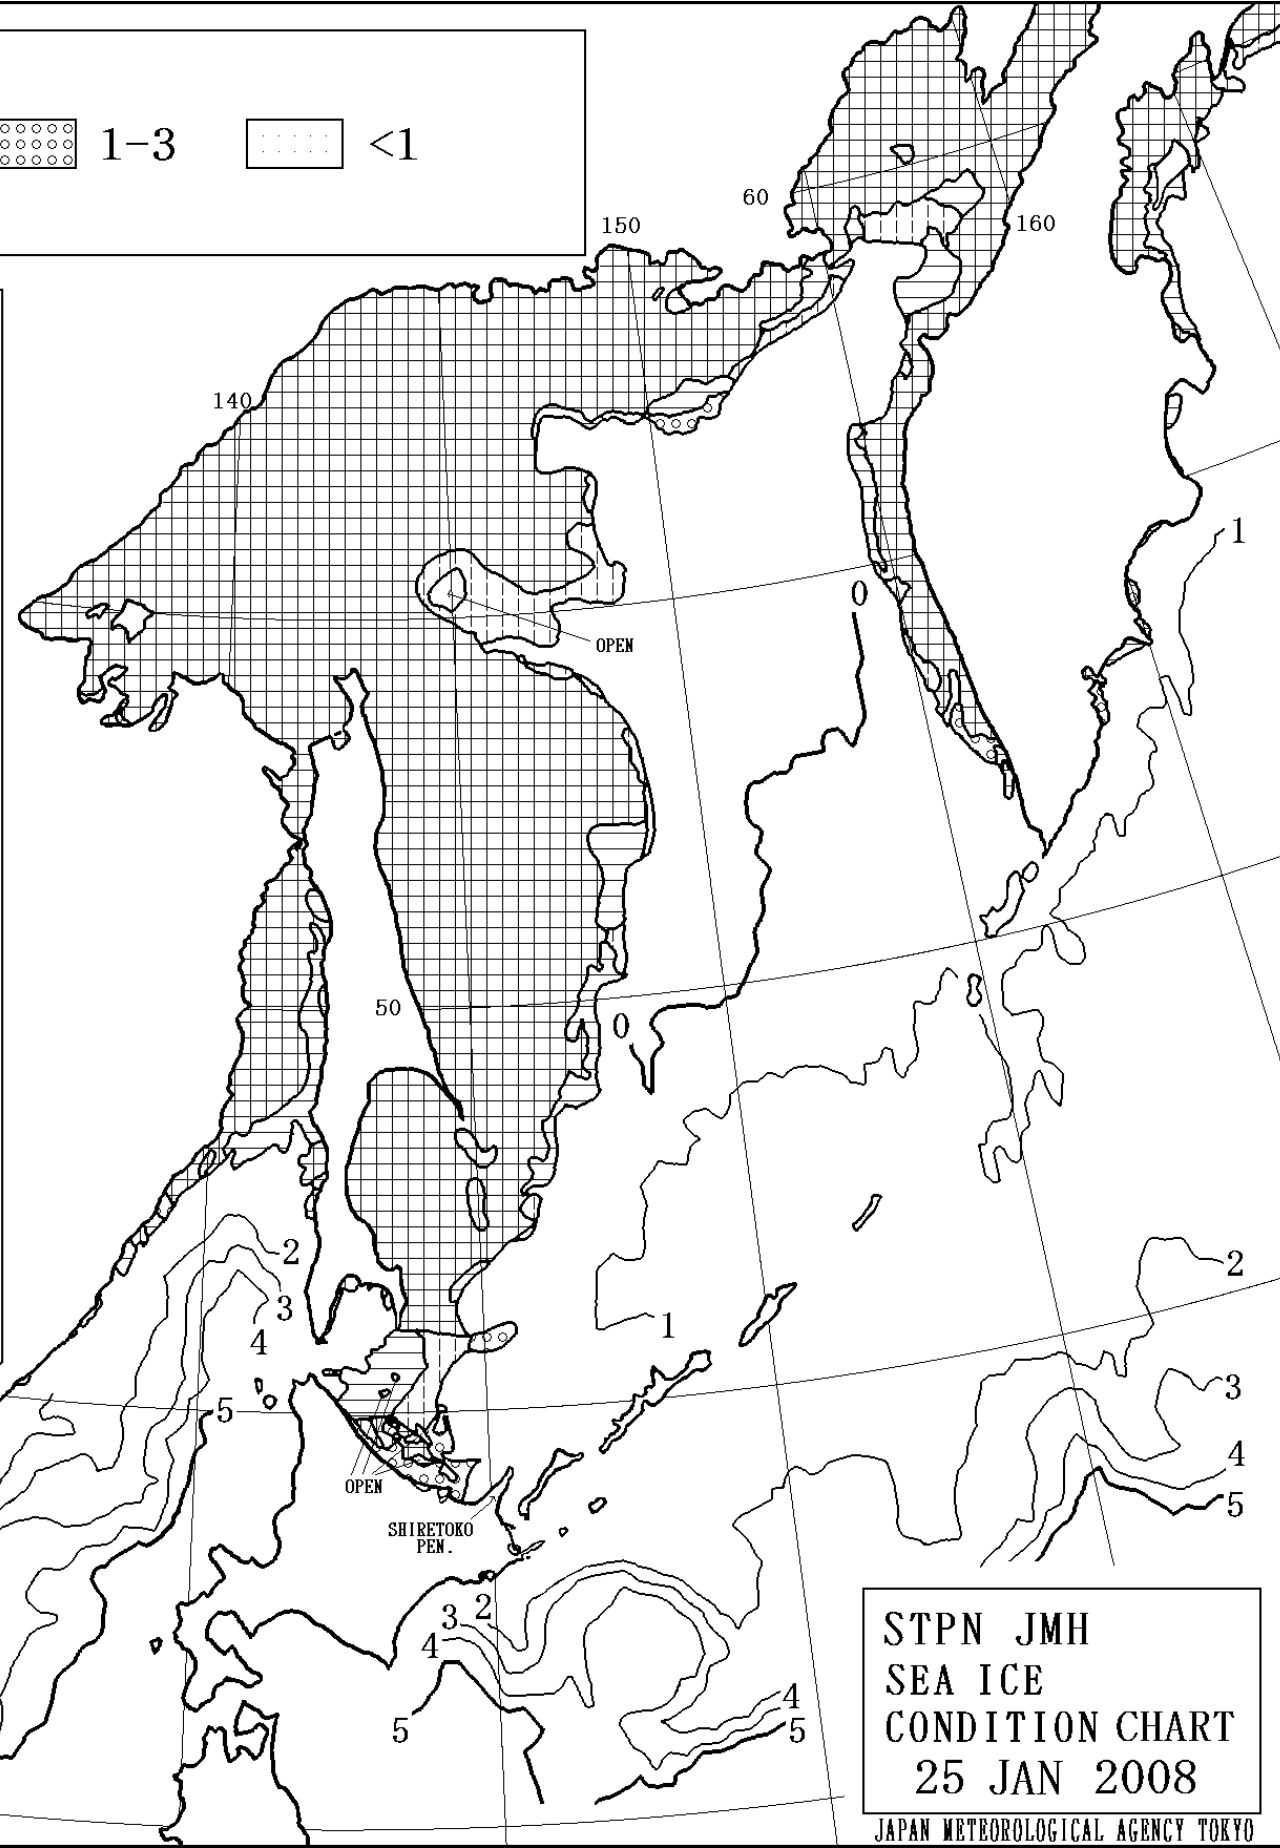 1-3 <1
60
150
160
140
1
0
OPEN
50
0
2
3
4
1
2
3
4
5
5
OPEN
SHIRETOKO
PEN.
3 2
4
5
4
5
STPN JMH
SEA ICE
CONDITION CHART
25 JAN 2008
JAPAN METEOROLOGICAL AGENCY TOKYO